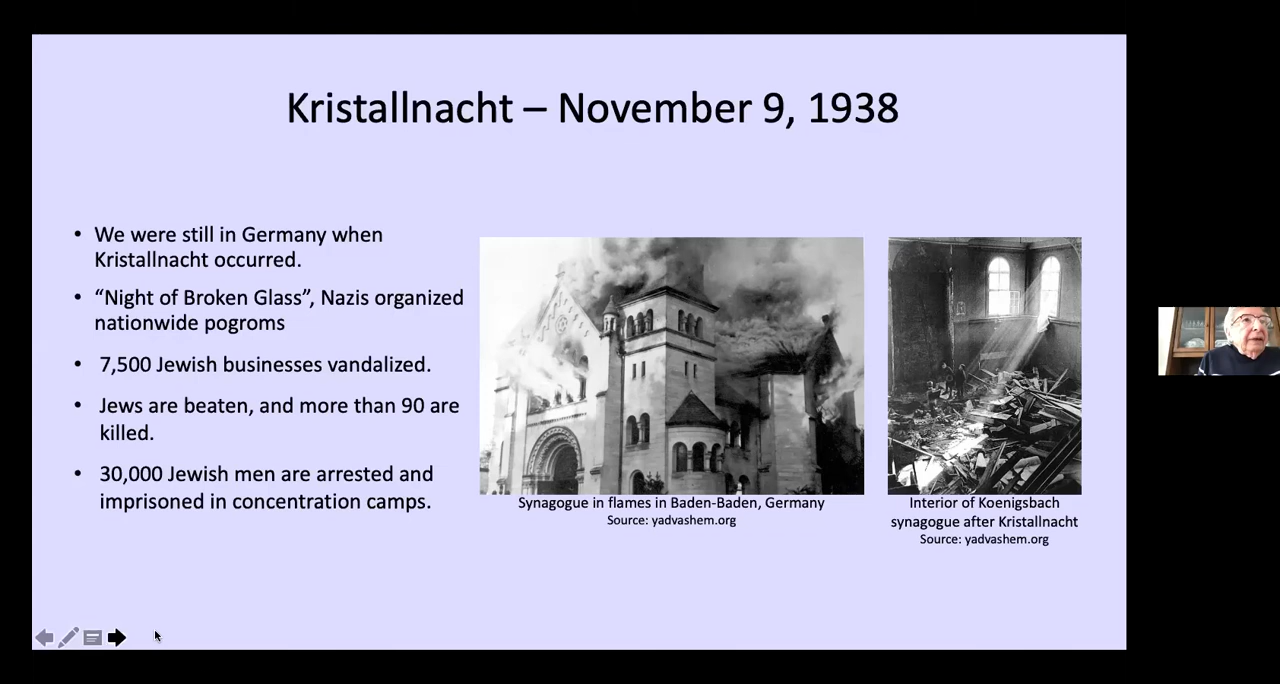 Kristallnacht – November 9, 1938
• We were still in Germany when
Kristallnacht occurred.
• “Night of Broken Glass”, Nazis organized
nationwide pogroms
• 7,500 Jewish businesses vandalized.
• Jews are beaten, and more than 90 are
killed.
• 30,000 Jewish men are arrested and
imprisoned in concentration camps.
Synagogue in flames in Baden-Baden, Germany
Source: yadvashem.org
Interior of Koenigsbach
synagogue after Kristallnacht
Source: yadvashem.org